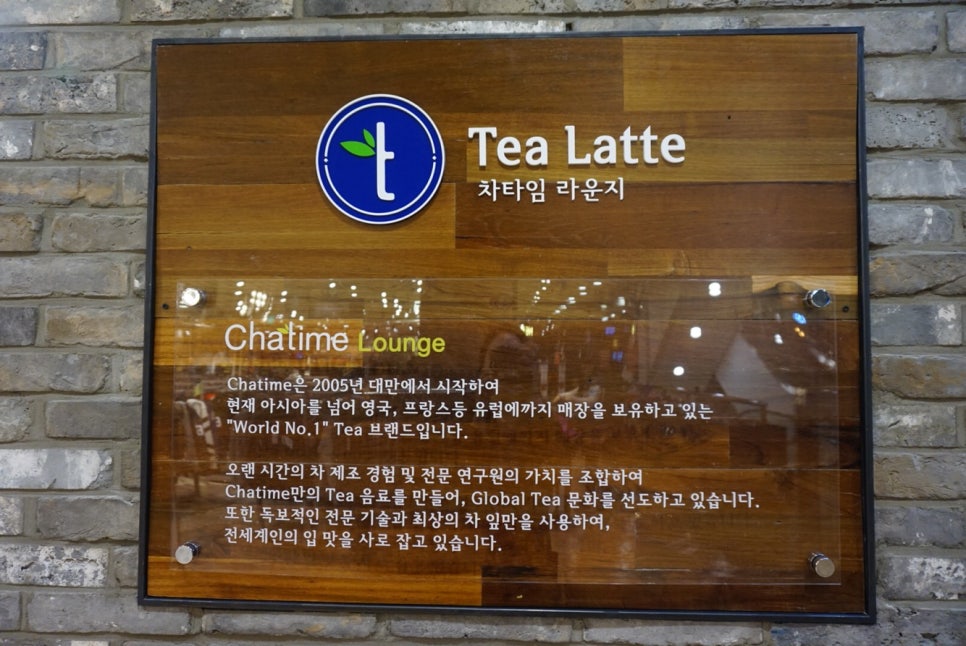 t
Tea Latte
차타임 라운지
Chatime Lounge
Chatime은 2005년 대만에서 시작하여
현재 아시아를 넘어 영국, 프랑스등 유럽에까지 매장을 보유하고 있는
"World No.1" Tea 브랜드입니다.
오랜 시간의 차 제조 경험 및 전문 연구원의 가치를 조합하여
Chatime만의 Tea 음료를 만들어, Global Tea 문화를 선도하고 있습니다.
또한 독보적인 전문 기술과 최상의 차 잎만을 사용하여,
전세계인의 입 맛을 사로 잡고 있습니다.